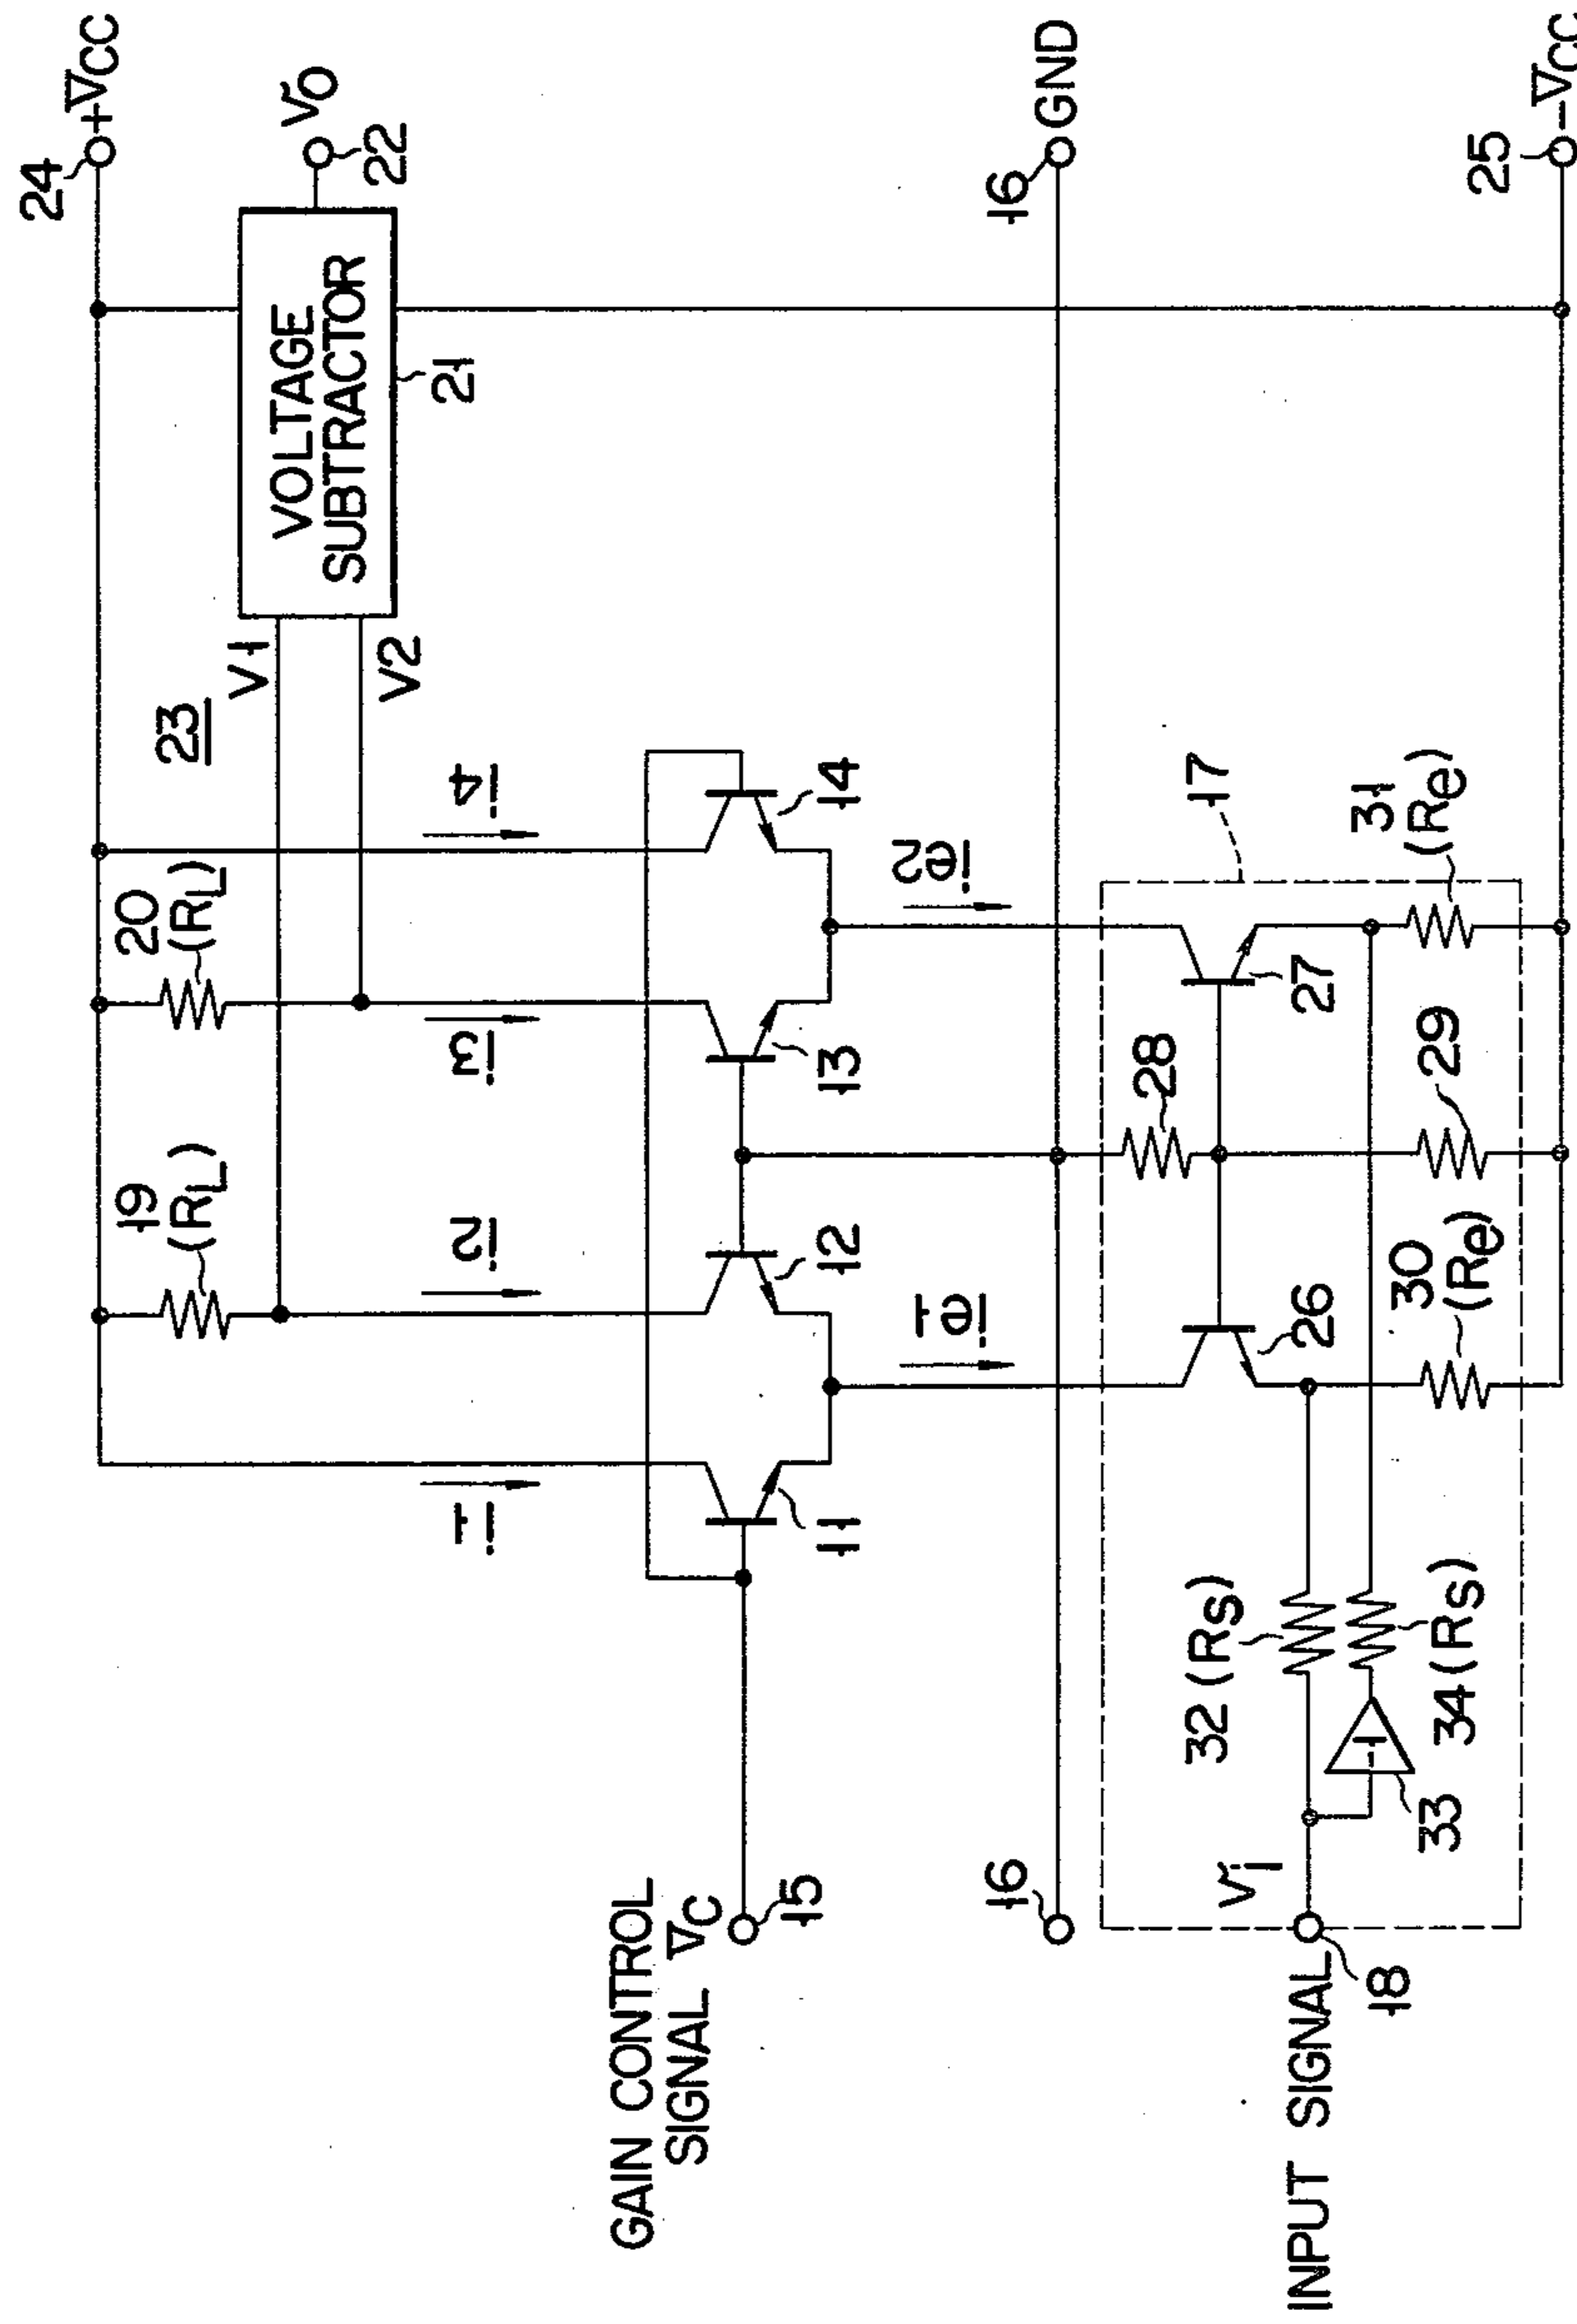 24
+VCC
19
(RL)
20
(RL)
23
V1
V2
VOLTAGE
SUBTRACTOR
21
vo
22
i1
i2
i3
i4
GAIN CONTROL
SIGNAL VC
15
11
12
13
14
ie1
ie2
16
16
GND
17
INPUT SIGNAL
vi
18
32 (RS)
33
-1
34 (RS)
26
28
27
30
(Re)
29
31
(Re)
25
-VCC